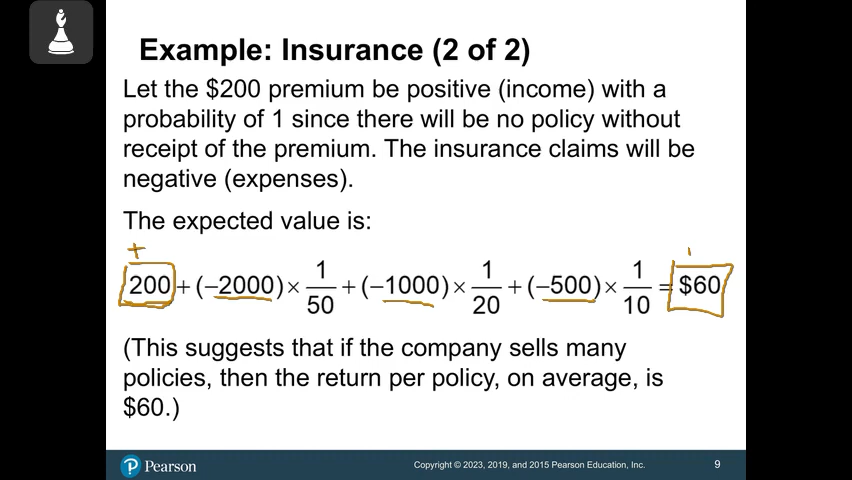 Example: Insurance (2 of 2)
Let the $200 premium be positive (income) with a
probability of 1 since there will be no policy without
receipt of the premium. The insurance claims will be
negative (expenses).
The expected value is:
+
200 + (−2000) × 1/50 + (−1000) × 1/20 + (−500) × 1/10 = $60
(This suggests that if the company sells many
policies, then the return per policy, on average, is
$60.)
Pearson
Copyright © 2023, 2019, and 2015 Pearson Education, Inc.
9